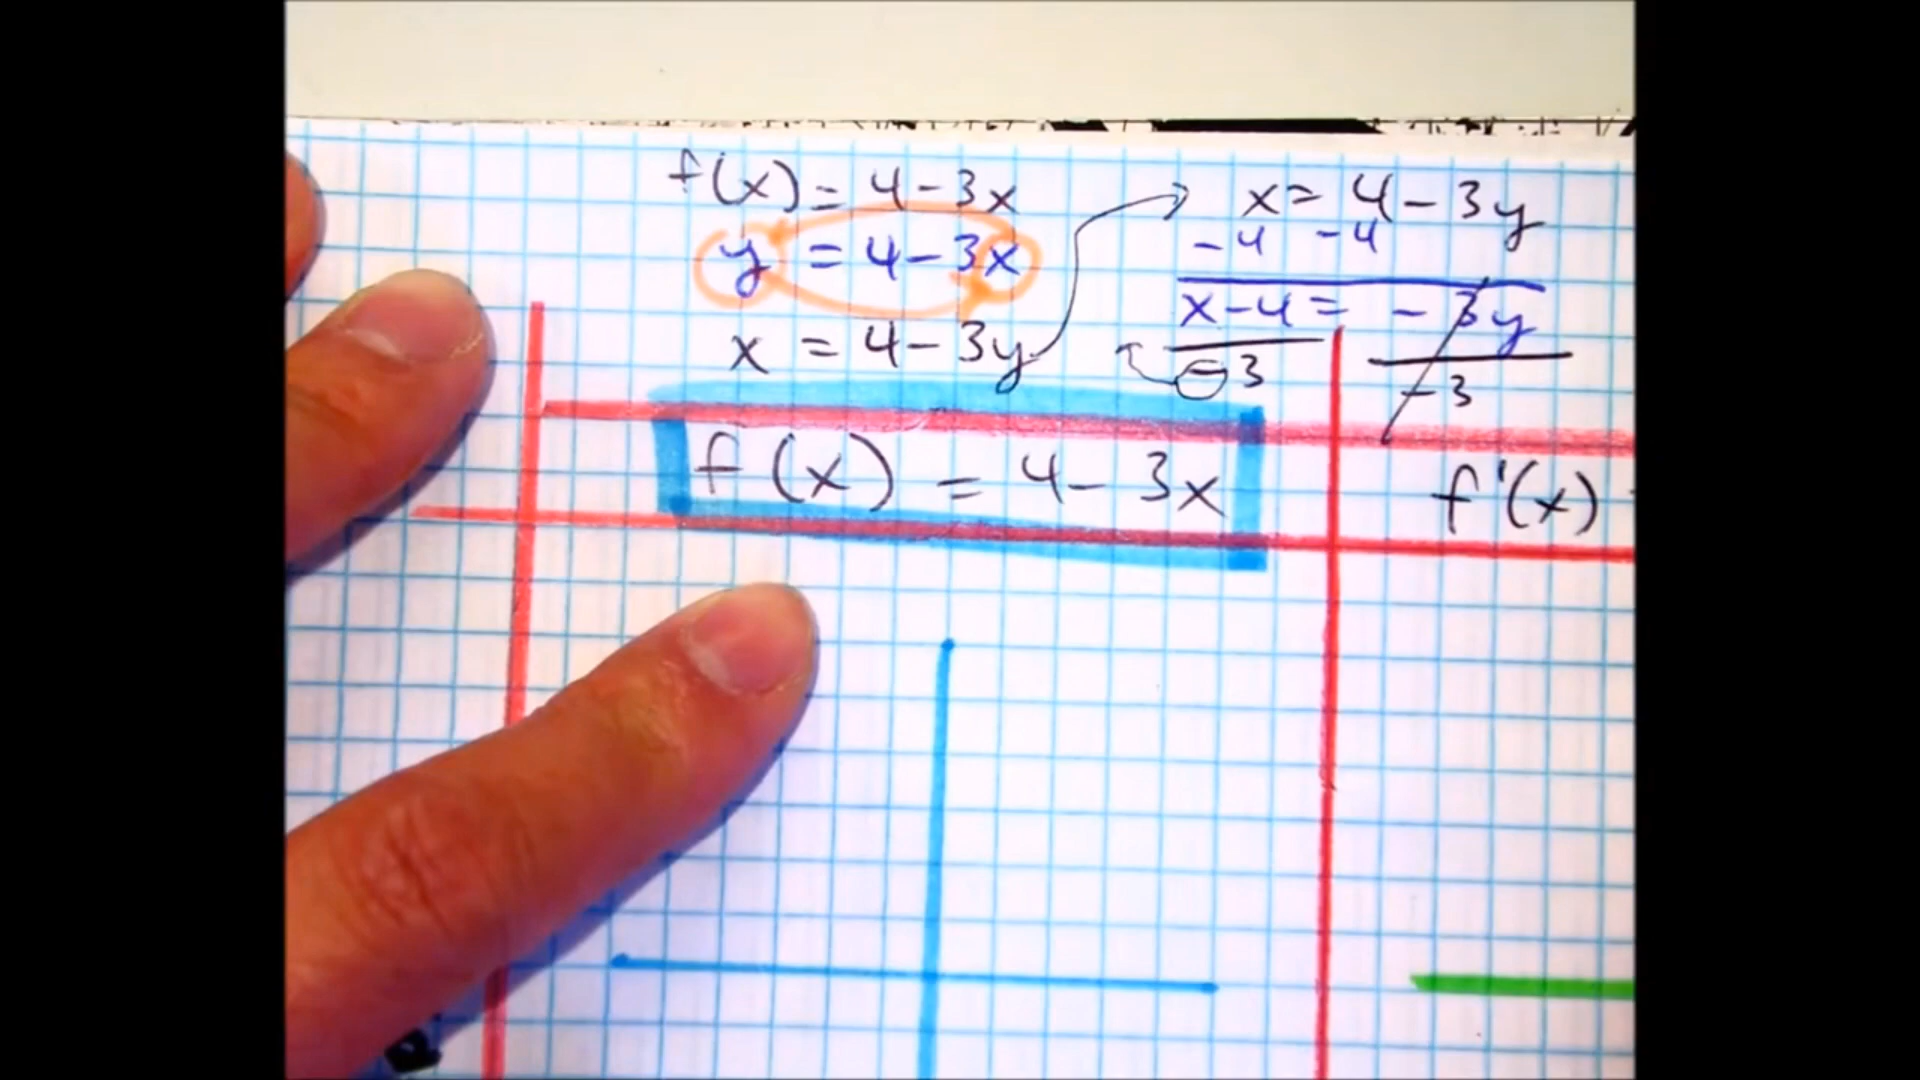 f(x) = 4 - 3x
y = 4 - 3x
x = 4 - 3y
x = 4 - 3y
- 4 - 4
x - 4 = - 3y
- 3 - 3
f(x) = 4 - 3x
f'(x)